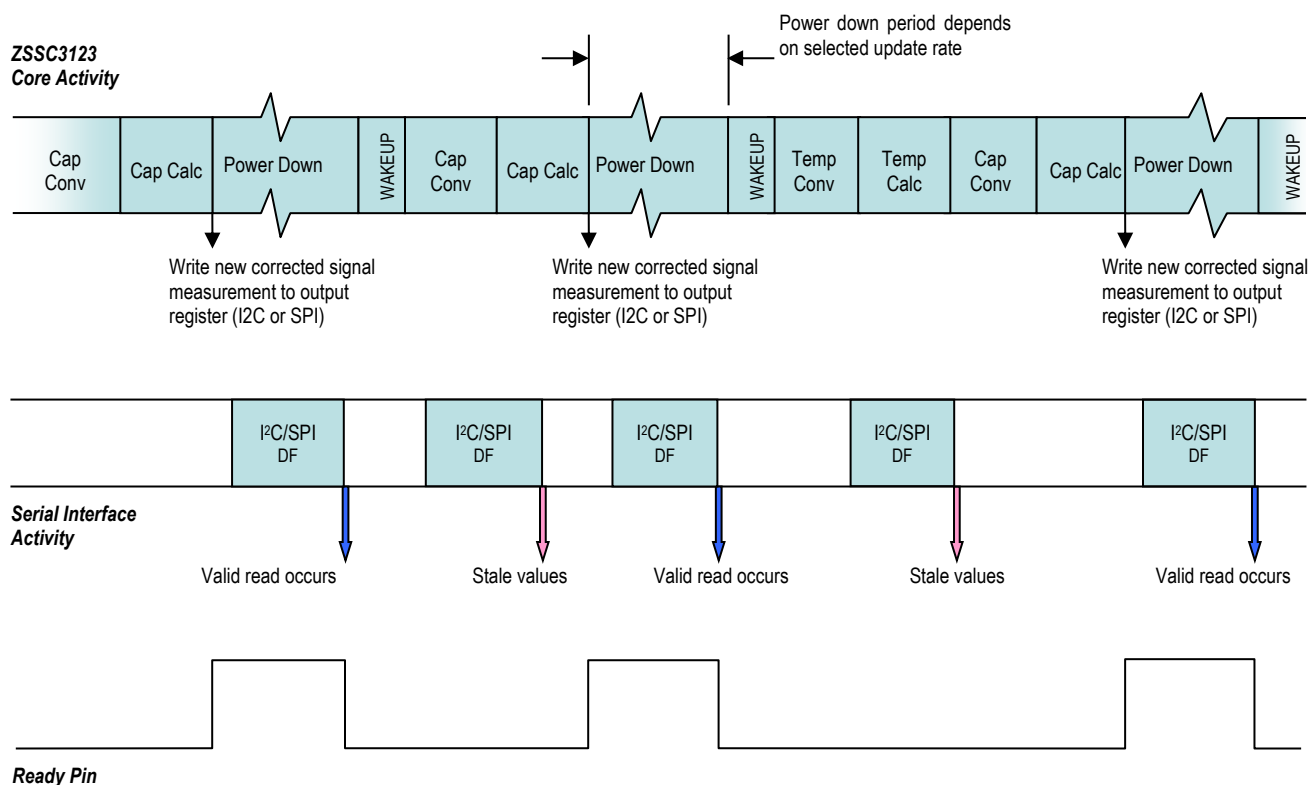 Power down period depends
on selected update rate
ZSSC3123
Core Activity
Cap
Conv
Cap Calc
Power Down
WAKEUP
Cap
Conv
Cap Calc
Power Down
WAKEUP
Temp
Conv
Temp
Calc
Cap
Conv
Cap Calc
Power Down
WAKEUP
Write new corrected signal
measurement to output
register (I2C or SPI)
Write new corrected signal
measurement to output
register (I2C or SPI)
Write new corrected signal
measurement to output
register (I2C or SPI)
I²C/SPI
DF
I²C/SPI
DF
I²C/SPI
DF
I²C/SPI
DF
I²C/SPI
DF
Serial Interface
Activity
Valid read occurs
Stale values
Valid read occurs
Stale values
Valid read occurs
Ready Pin